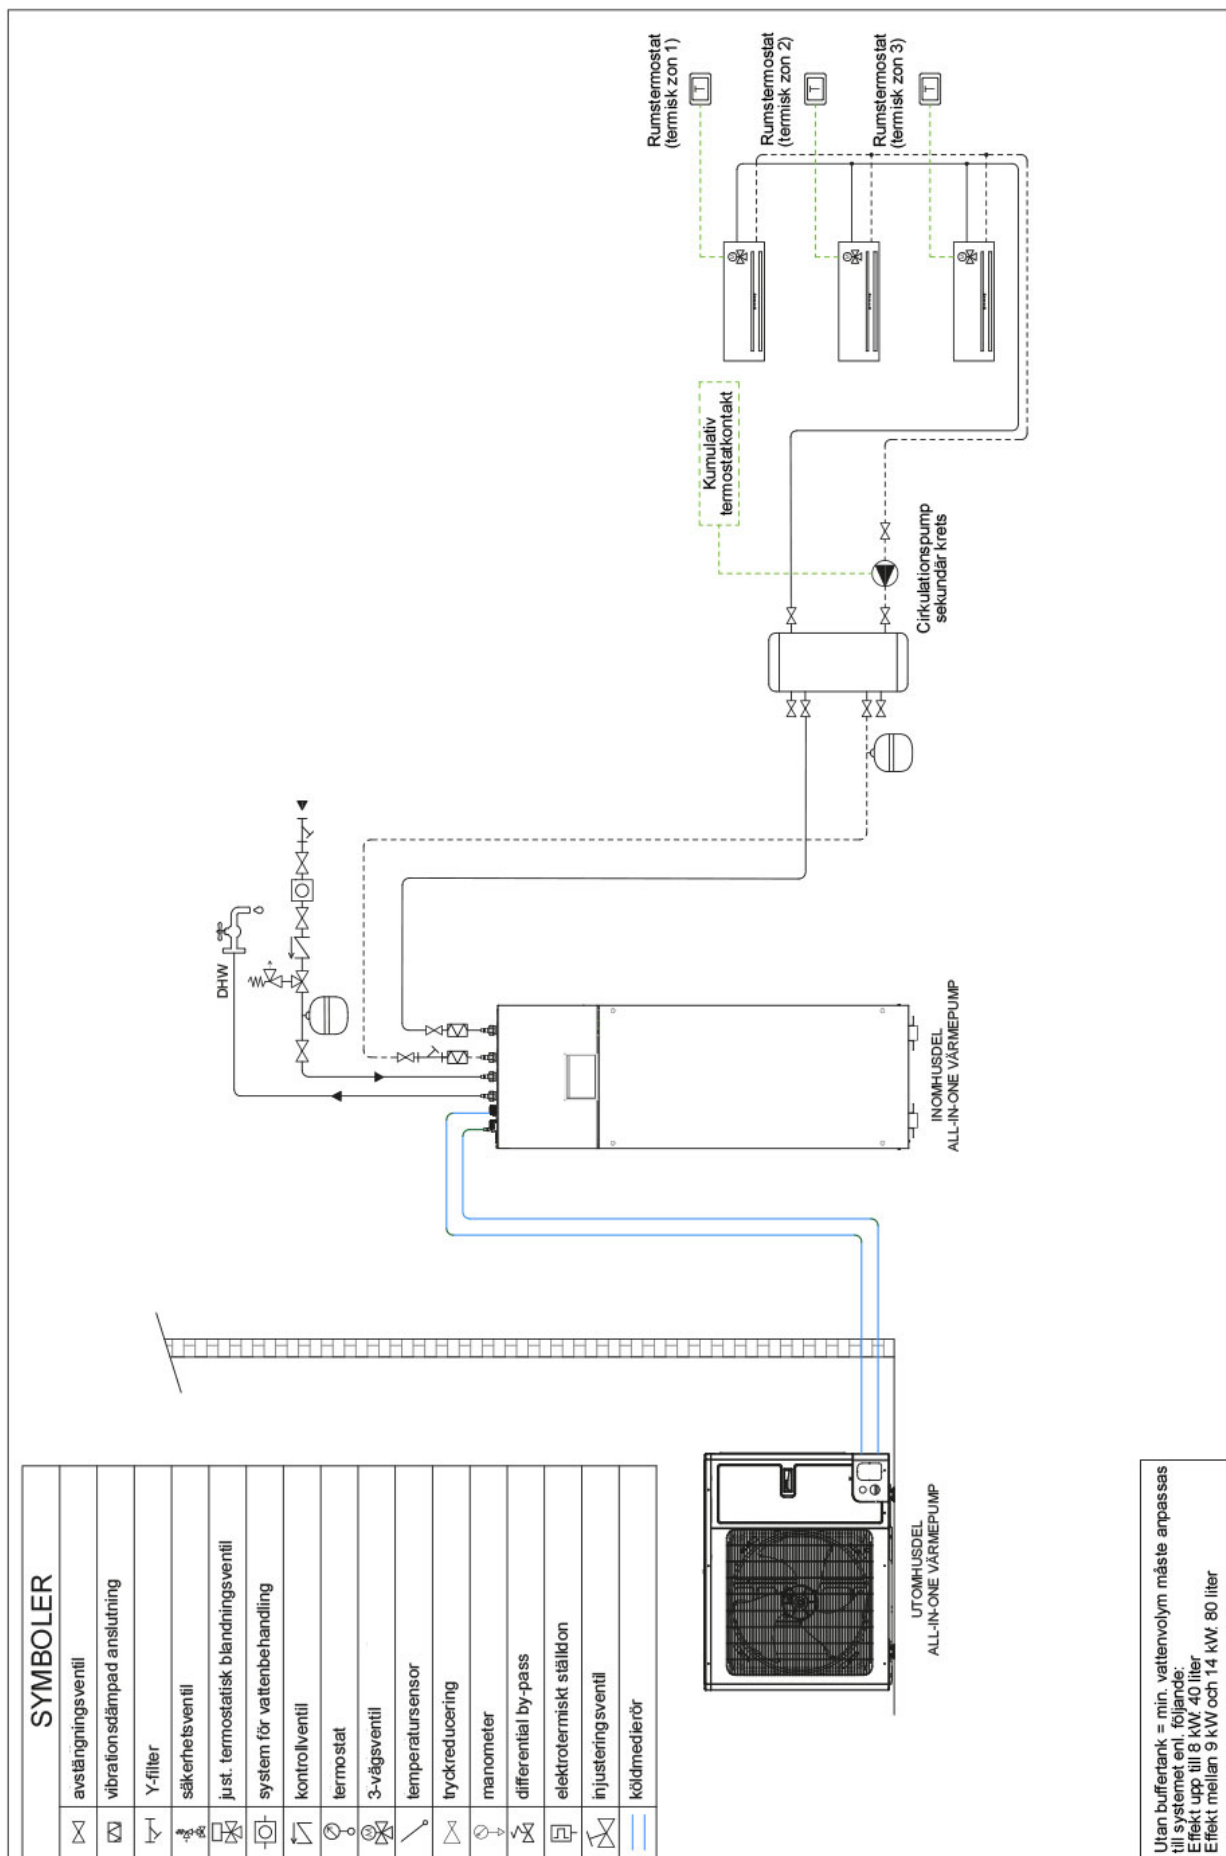 SYMBOLER
avstängningsventil
vibrationsdämpad anslutning
Y-filter
säkerhetsventil
just. termostatisk blandningsventil
system för vattenbehandling
kontrollventil
termostat
3-vägsventil
temperatursensor
tryckreducering
manometer
differential by-pass
elektrotermiskt ställdon
injusteringsventil
köldmedierör
DHW
UTOMHUSDEL
ALL-IN-ONE VÄRMEPUMP
INOMHUSDEL
ALL-IN-ONE VÄRMEPUMP
Kumulativ
termostatkontakt
Cirkulationspump
sekundär krets
Rumstermostat
(termisk zon 1)
T
Rumstermostat
(termisk zon 2)
T
Rumstermostat
(termisk zon 3)
T
Utan buffertank = min. vattenvolym måste anpassas
till systemet enl. följande:
Effekt upp till 8 kW: 40 liter
Effekt mellan 9 kW och 14 kW: 80 liter